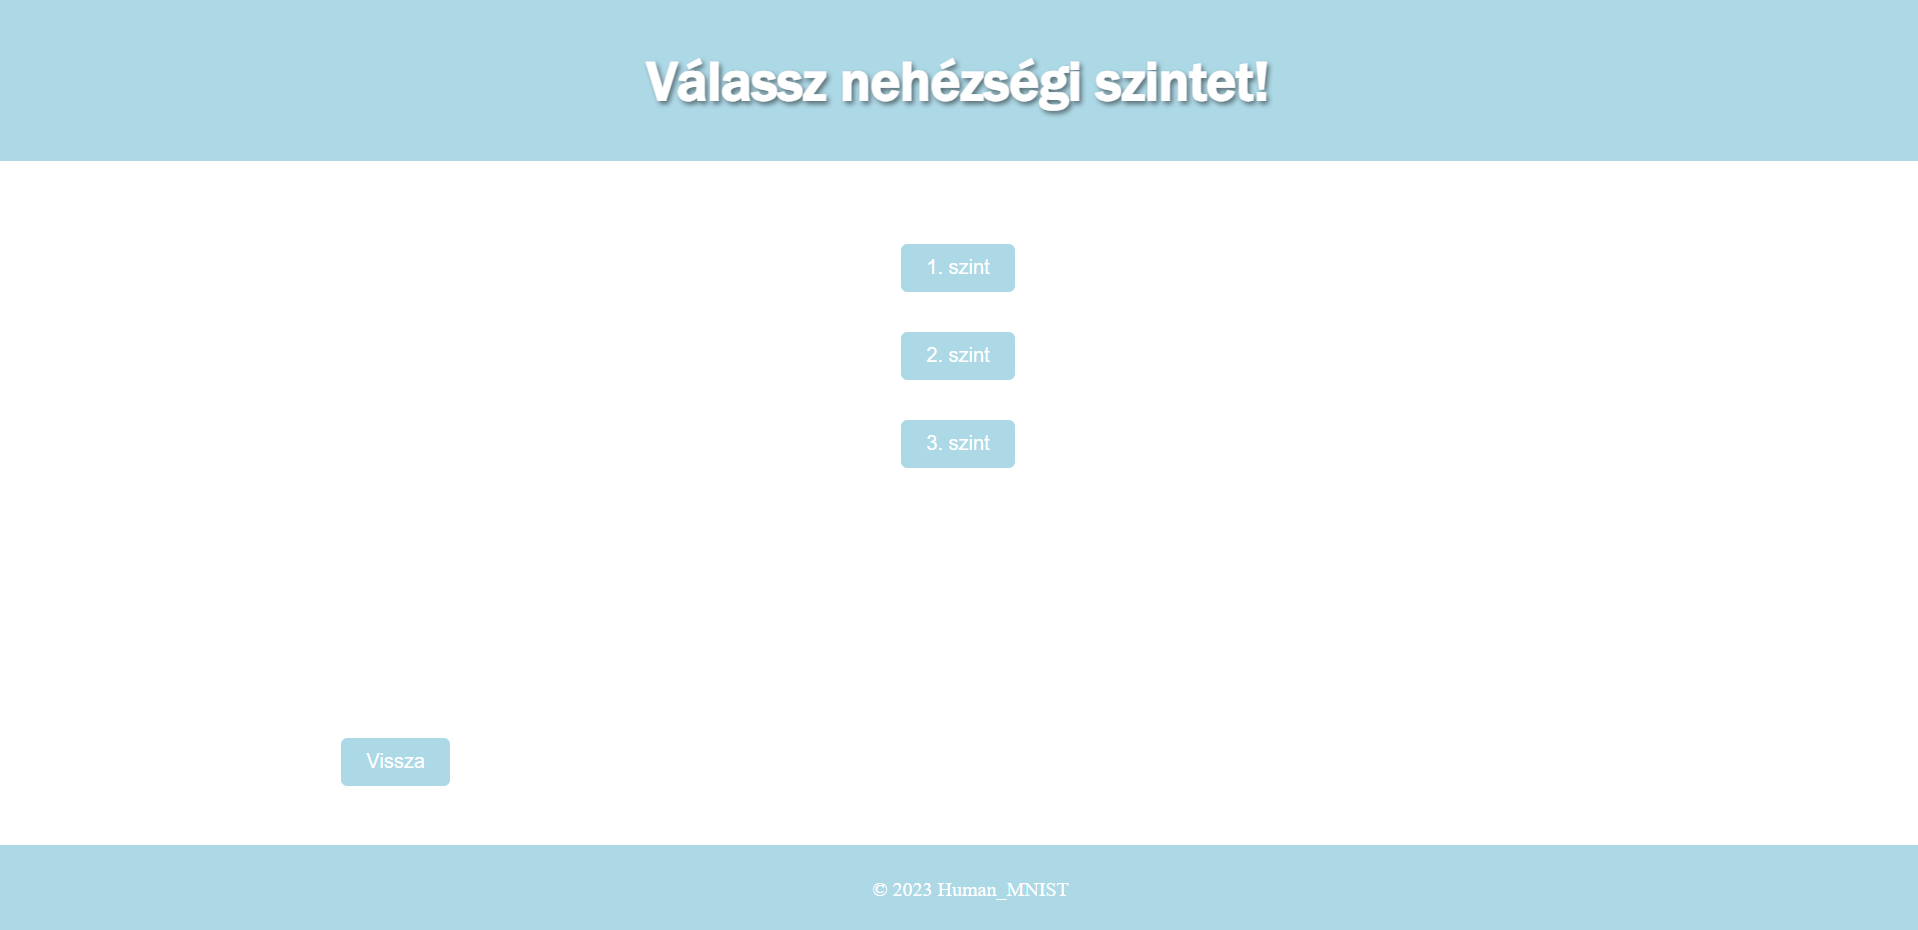 Válassz nehézségi szintet!
1. szint
2. szint
3. szint
Vissza
© 2023 Human_MNIST